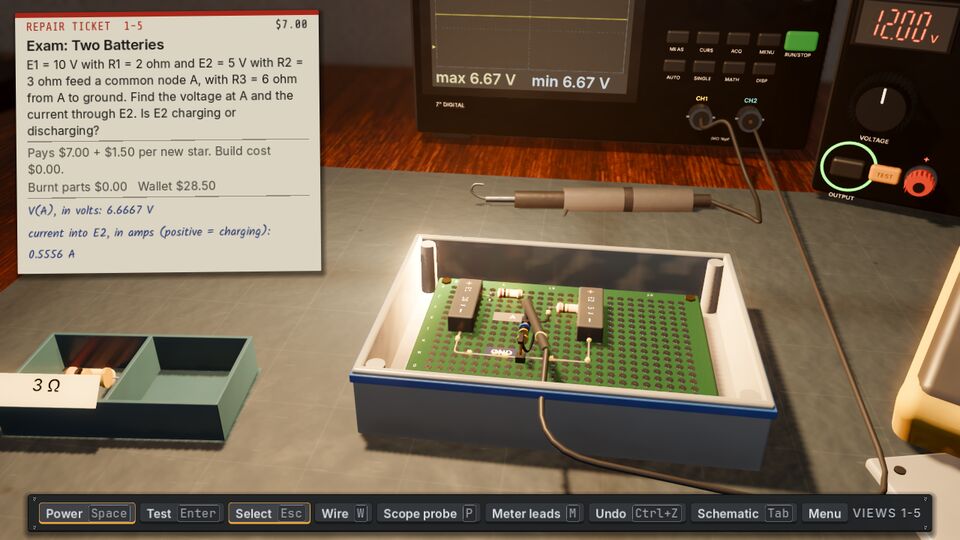 REPAIR TICKET 1-5 $7.00
Exam: Two Batteries
E1 = 10 V with R1 = 2 ohm and E2 = 5 V with R2 =
3 ohm feed a common node A, with R3 = 6 ohm
from A to ground. Find the voltage at A and the
current through E2. Is E2 charging or
discharging?
Pays $7.00 + $1.50 per new star. Build cost
$0.00.
Burnt parts $0.00 Wallet $28.50
V(A), in volts: 6.6667 V
current into E2, in amps (positive = charging):
0.5556 A
max 6.67 V min 6.67 V
7" DIGITAL
MEAS CURS ACQ MENU RUN/STOP
AUTO SINGLE MATH DISP
CH1 CH2
12.00 V
VOLTAGE
OUTPUT
TEST
+
A
GND
3 Ω
Power Space Test Enter Select Esc Wire W Scope probe P Meter leads M Undo Ctrl+Z Schematic Tab Menu VIEWS 1-5